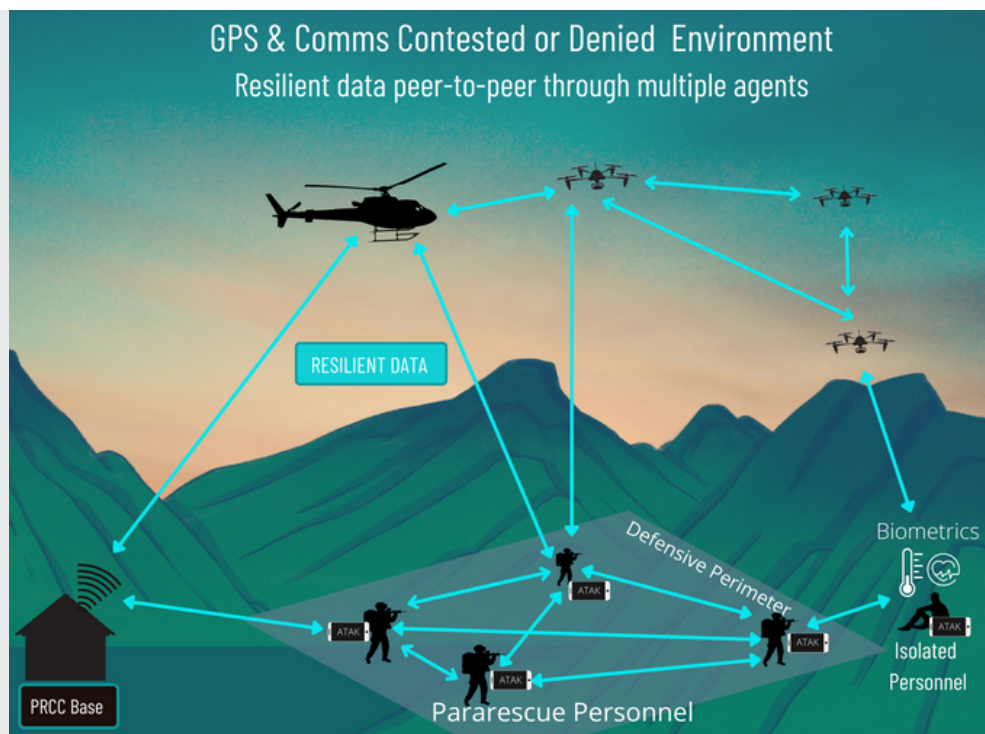 GPS & Comms Contested or Denied Environment
Resilient data peer-to-peer through multiple agents
RESILIENT DATA
Biometrics
Defensive Perimeter
ATAK
ATAK
ATAK
ATAK
ATAK
Isolated
Personnel
PRCC Base
Pararescue Personnel